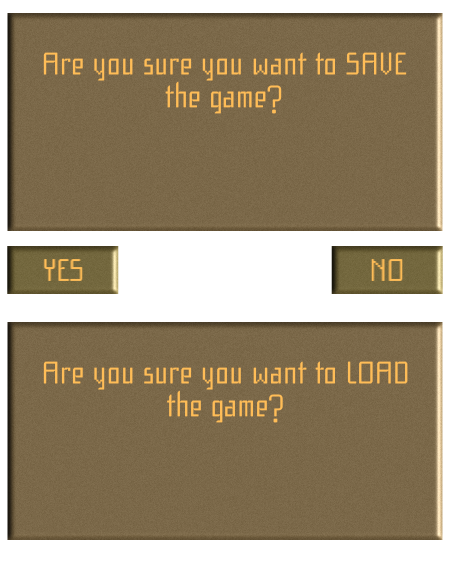 Are you sure you want to SAVE
the game?
YES
NO
Are you sure you want to LOAD
the game?